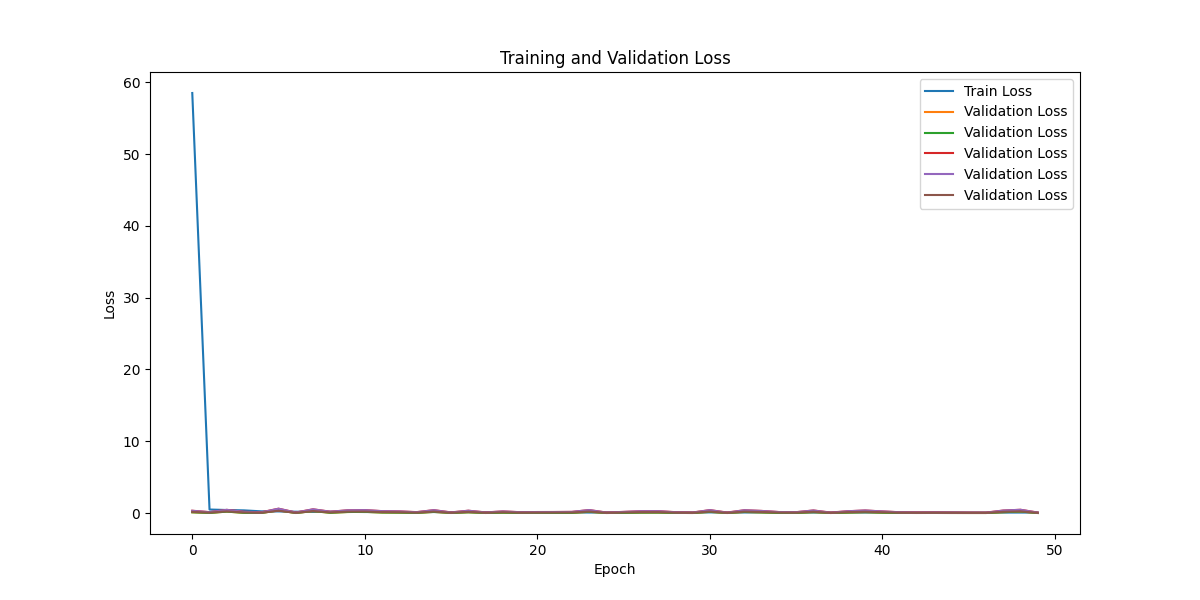 Training and Validation Loss
Train Loss
Validation Loss
Validation Loss
Validation Loss
Validation Loss
Validation Loss
Loss
60
50
40
30
20
10
0
0 10 20 30 40 50
Epoch